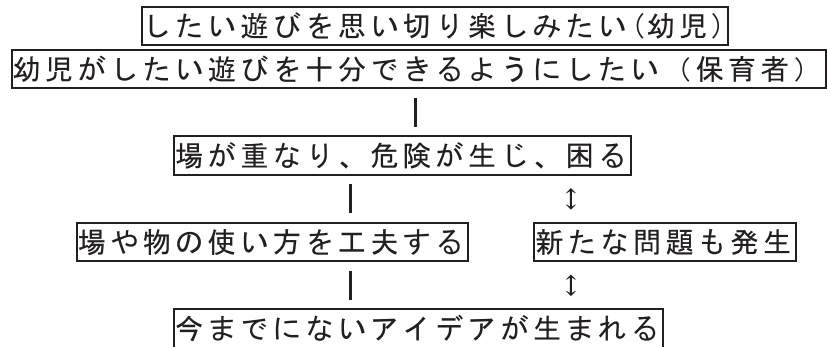 したい遊びを思い切り楽しみたい(幼児)
幼児がしたい遊びを十分できるようにしたい（保育者）
場が重なり、危険が生じ、困る
↕
場や物の使い方を工夫する
新たな問題も発生
↕
今までにないアイデアが生まれる